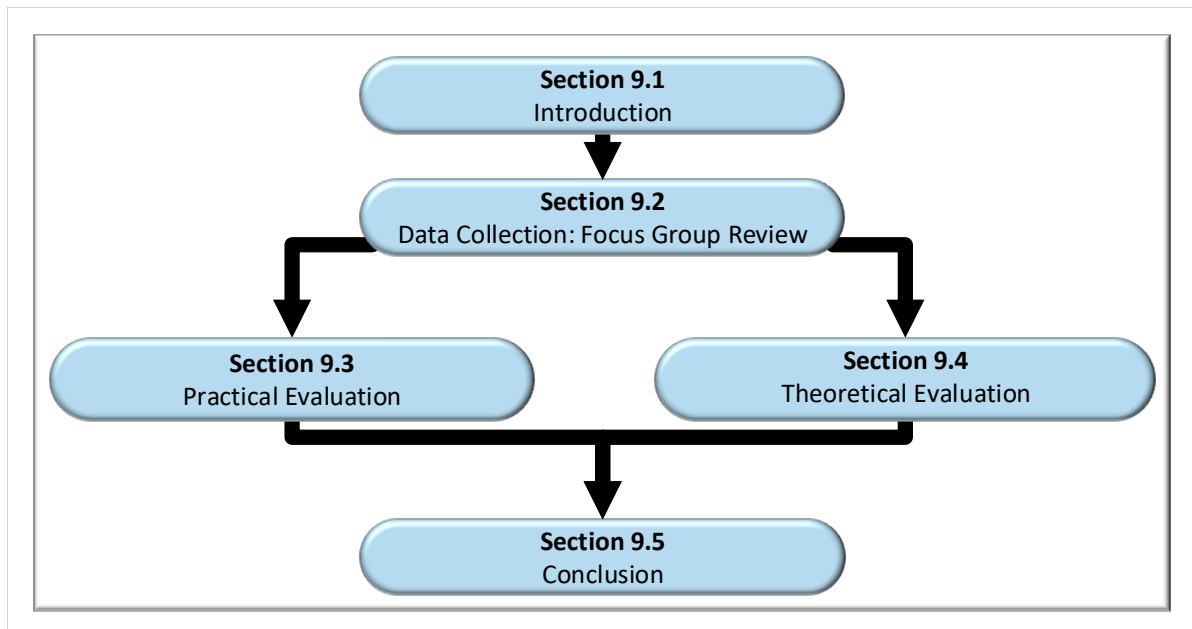 Section 9.1
Introduction
Section 9.2
Data Collection: Focus Group Review
Section 9.3
Practical Evaluation
Section 9.4
Theoretical Evaluation
Section 9.5
Conclusion